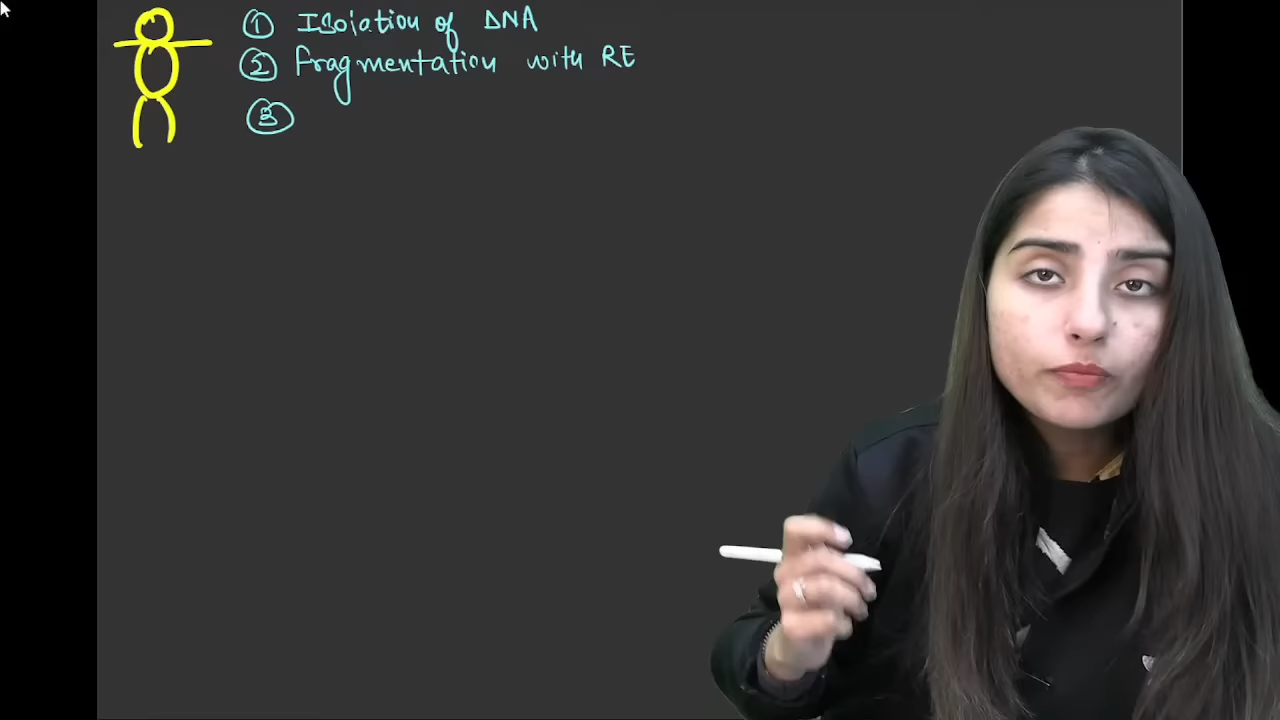 ① Isolation of DNA
② Fragmentation with RE
③